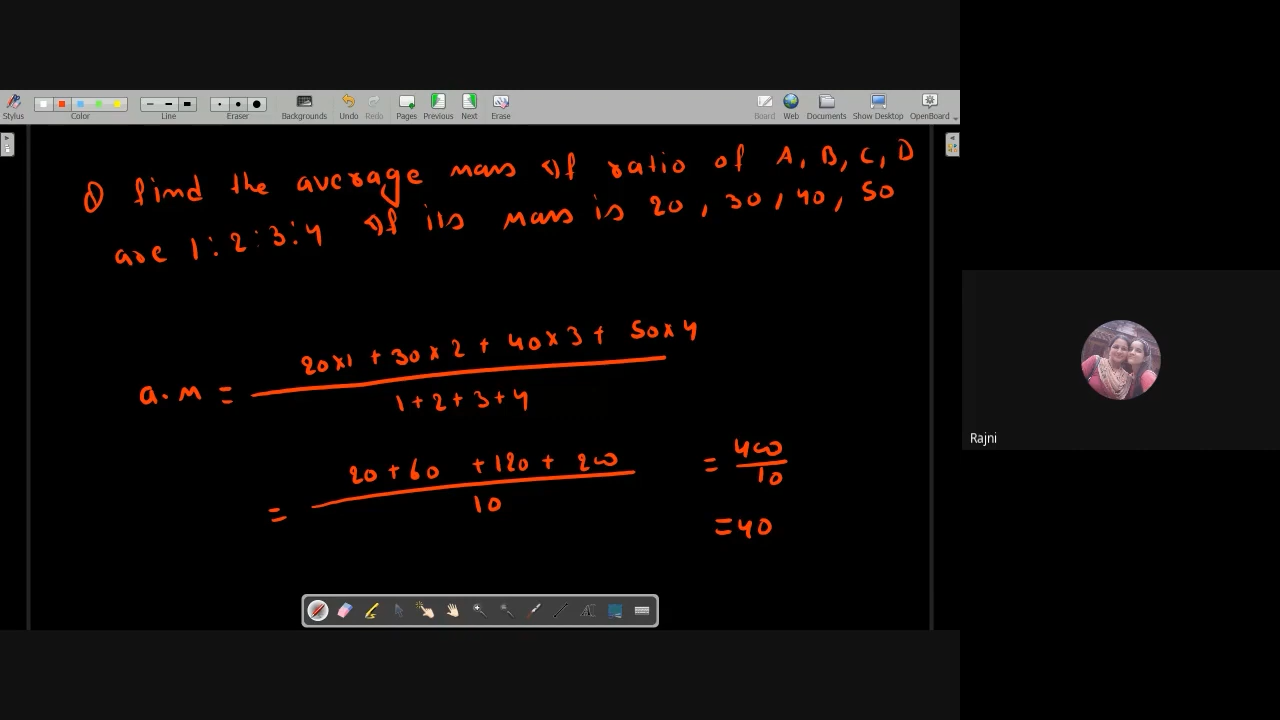 Stylus
Color
Line
Eraser
Backgrounds
Undo
Redo
Pages
Previous
Next
Erase
Board
Web
Documents
Show Desktop
OpenBoard
Q find the average mass If ratio of A, B, C, D
are 1:2:3:4 If its mass is 20, 30, 40, 50
a.m = 20×1 + 30×2 + 40×3 + 50×4
1+2+3+4
= 20+60 +120+ 200
10
= 400
10
= 40
Rajni